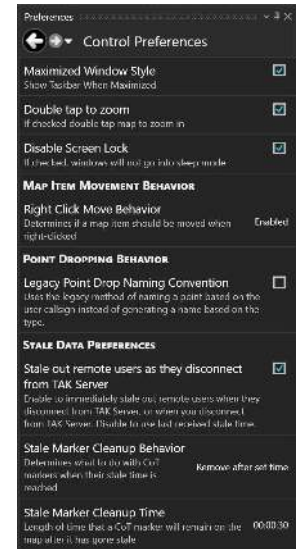 Preferences
Control Preferences
Maximized Window Style
Show Taskbar When Maximized
Double tap to zoom
If checked double tap map to zoom in
Disable Screen Lock
If checked, windows will not go into sleep mode
MAP ITEM MOVEMENT BEHAVIOR
Right Click Move Behavior
Determines if a map item should be moved when
right-clicked
Enabled
POINT DROPPING BEHAVIOR
Legacy Point Drop Naming Convention
Uses the legacy method of naming a point based on the
user callsign instead of generating a name based on the
type.
STALE DATA PREFERENCES
Stale out remote users as they disconnect
from TAK Server
Enable to immediately stale out remote users when they
disconnect from TAK Server, or when you disconnect
from TAK Server. Disable to use last received stale time.
Stale Marker Cleanup Behavior
Determines what to do with CoT
markers when their stale time is
reached
Remove after set time
Stale Marker Cleanup Time
Length of time that a CoT marker will remain on the
map after it has gone stale
00:00:30